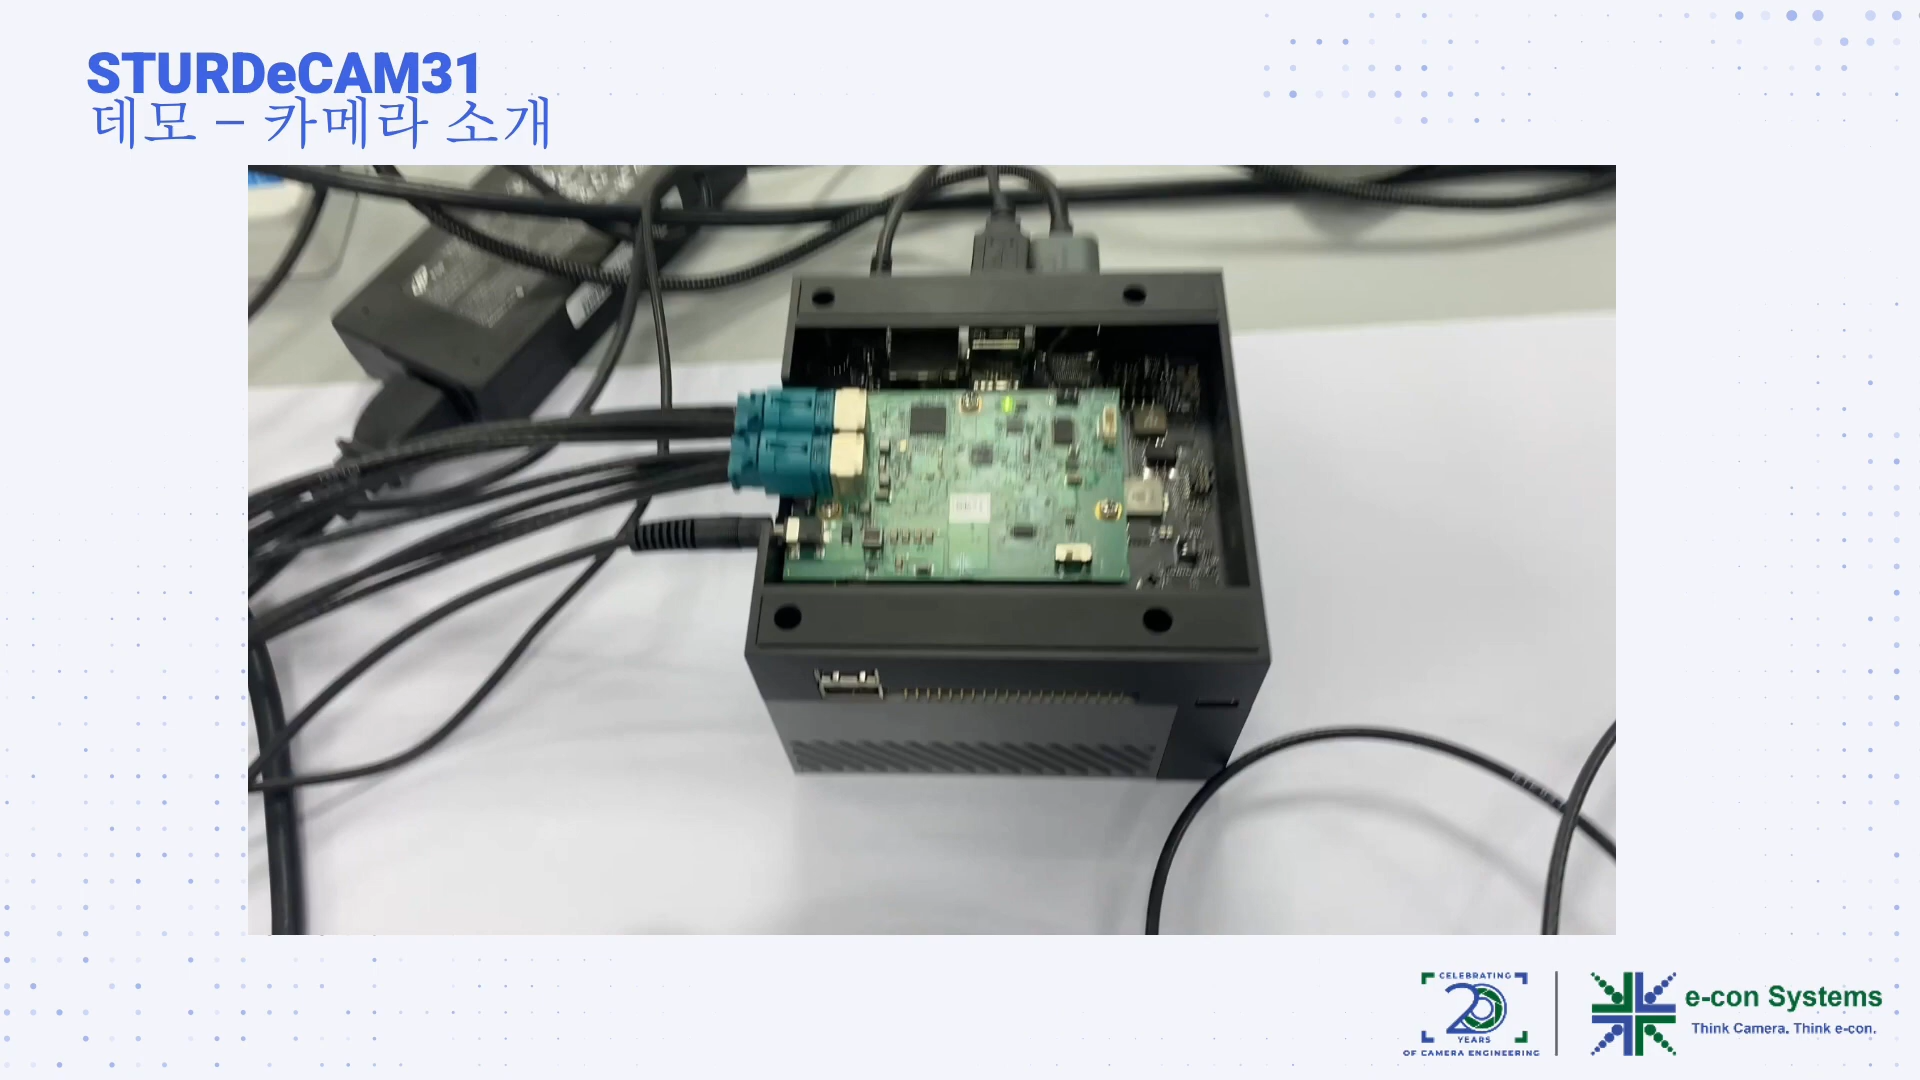 STURDeCAM31
데모 – 카메라 소개
CELEBRATING
20
YEARS
OF CAMERA ENGINEERING
e-con Systems
Think Camera. Think e-con.